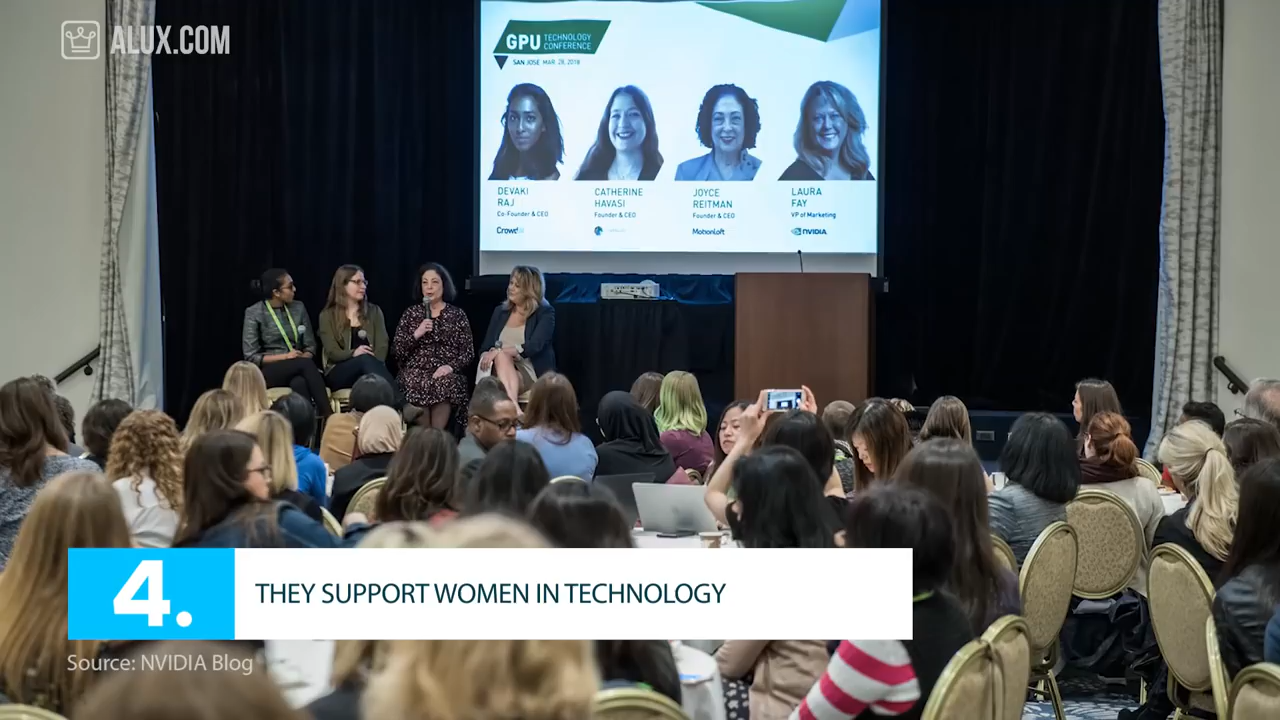 ALUX.COM
GPU TECHNOLOGY CONFERENCE
SAN JOSE MAR. 28, 2018
DEVAKI RAJ
Co-Founder & CEO
CATHERINE HAVASI
Founder & CEO
JOYCE REITMAN
Founder & CEO
LAURA FAY
VP of Marketing
Motionloft
NVIDIA
4. THEY SUPPORT WOMEN IN TECHNOLOGY
Source: NVIDIA Blog